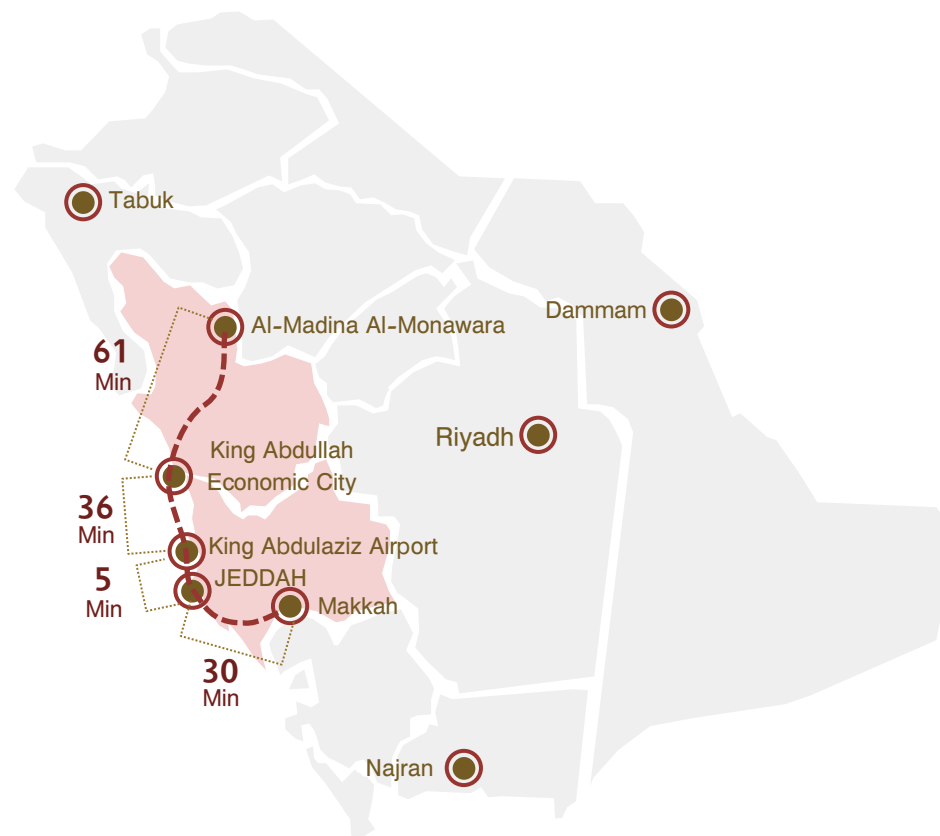 Tabuk
Dammam
Al-Madina Al-Monawara
61
Min
Riyadh
King Abdullah
Economic City
36
Min
King Abdulaziz Airport
5
Min
JEDDAH
Makkah
30
Min
Najran